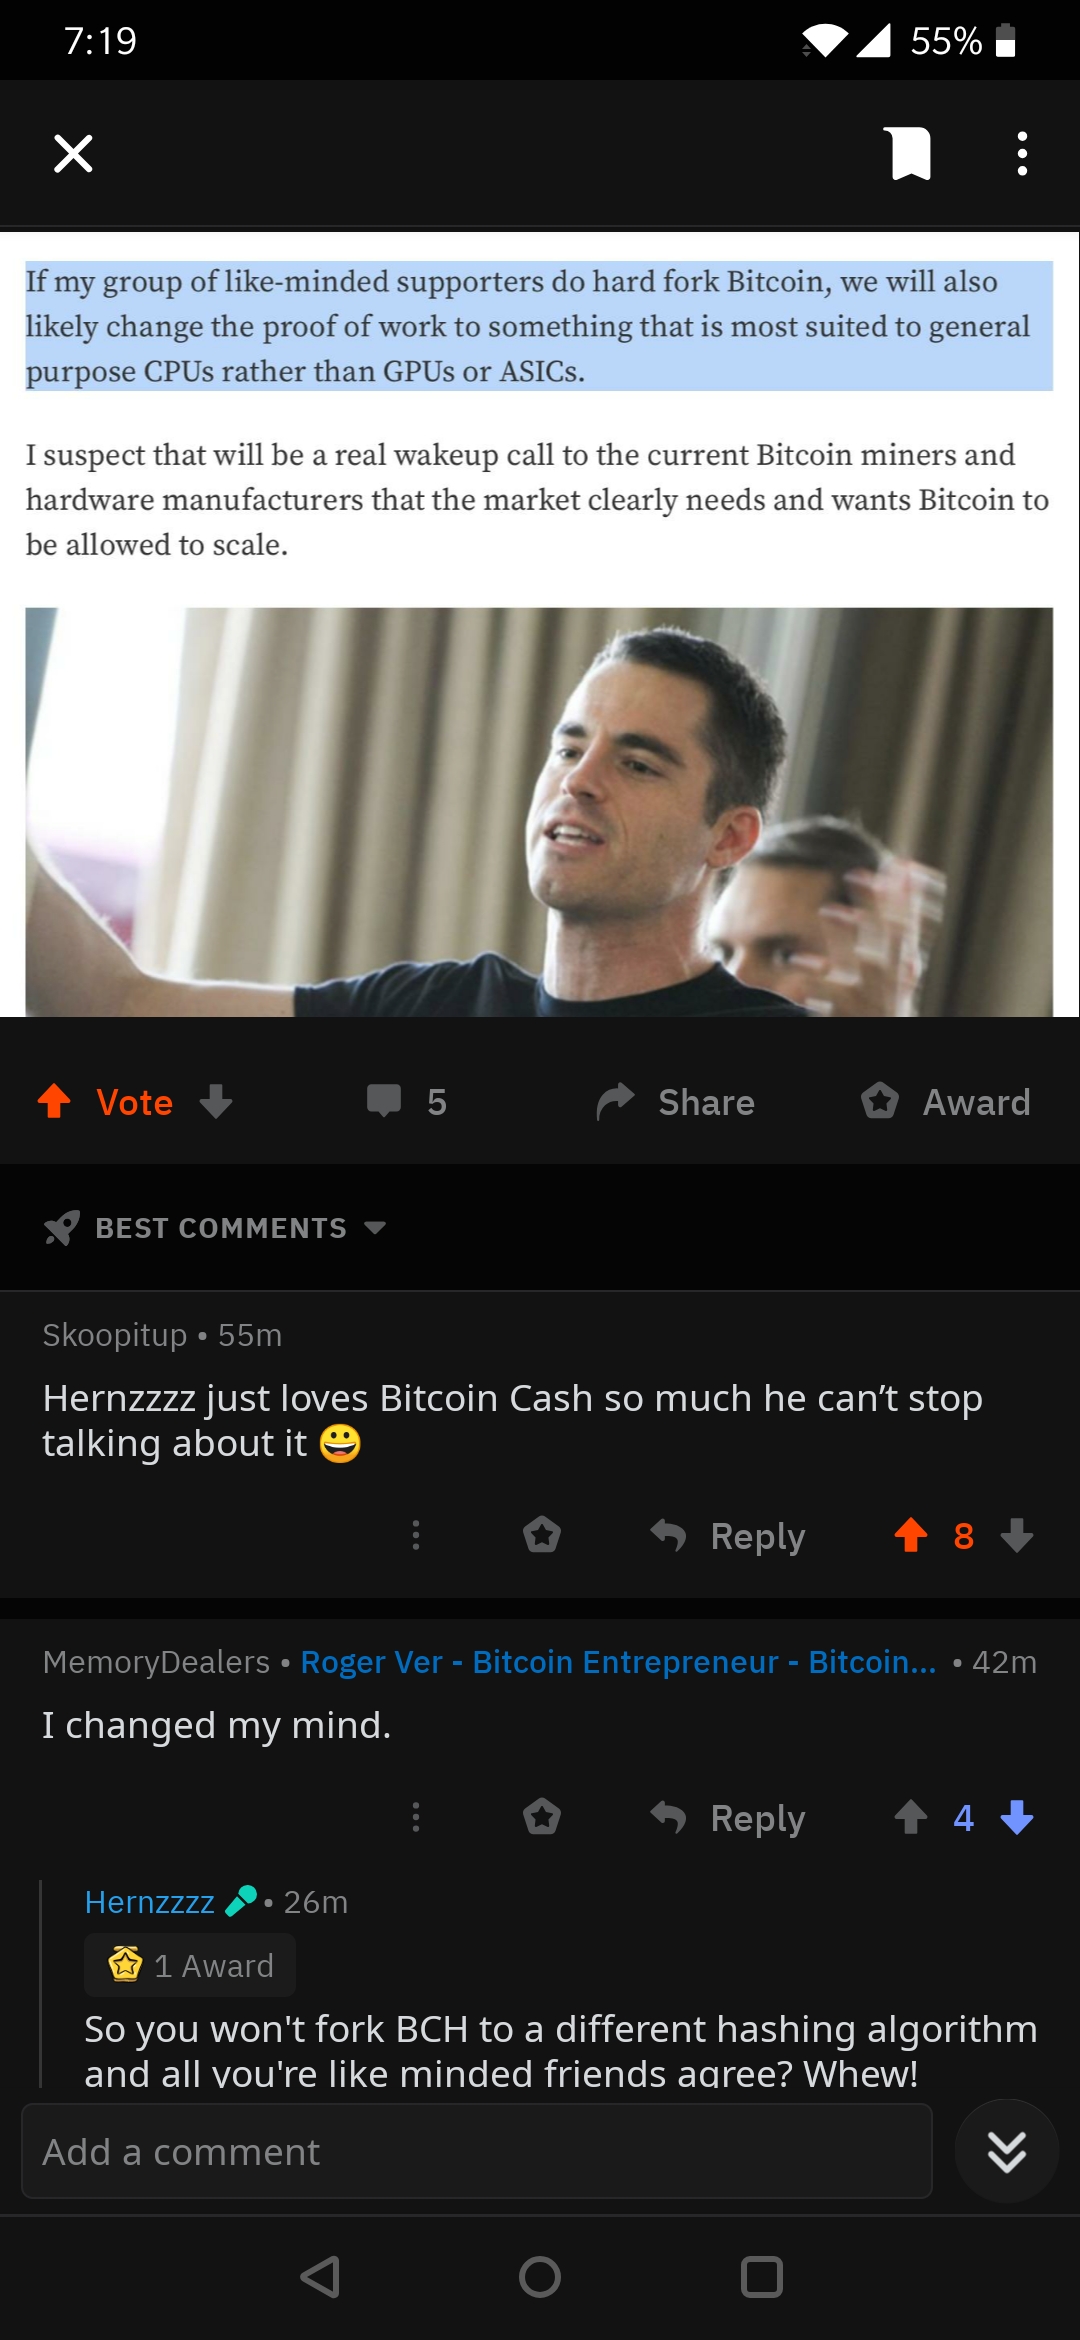 7:19
55%
If my group of like-minded supporters do hard fork Bitcoin, we will also
likely change the proof of work to something that is most suited to general
purpose CPUs rather than GPUs or ASICs.
I suspect that will be a real wakeup call to the current Bitcoin miners and
hardware manufacturers that the market clearly needs and wants Bitcoin to
be allowed to scale.
Vote
5
Share
Award
BEST COMMENTS
Skoopitup • 55m
Hernzzzz just loves Bitcoin Cash so much he can’t stop
talking about it 😀
Reply
8
MemoryDealers • Roger Ver - Bitcoin Entrepreneur - Bitcoin... • 42m
I changed my mind.
Reply
4
Hernzzzz • 26m
1 Award
So you won't fork BCH to a different hashing algorithm
and all you're like minded friends agree? Whew!
Add a comment